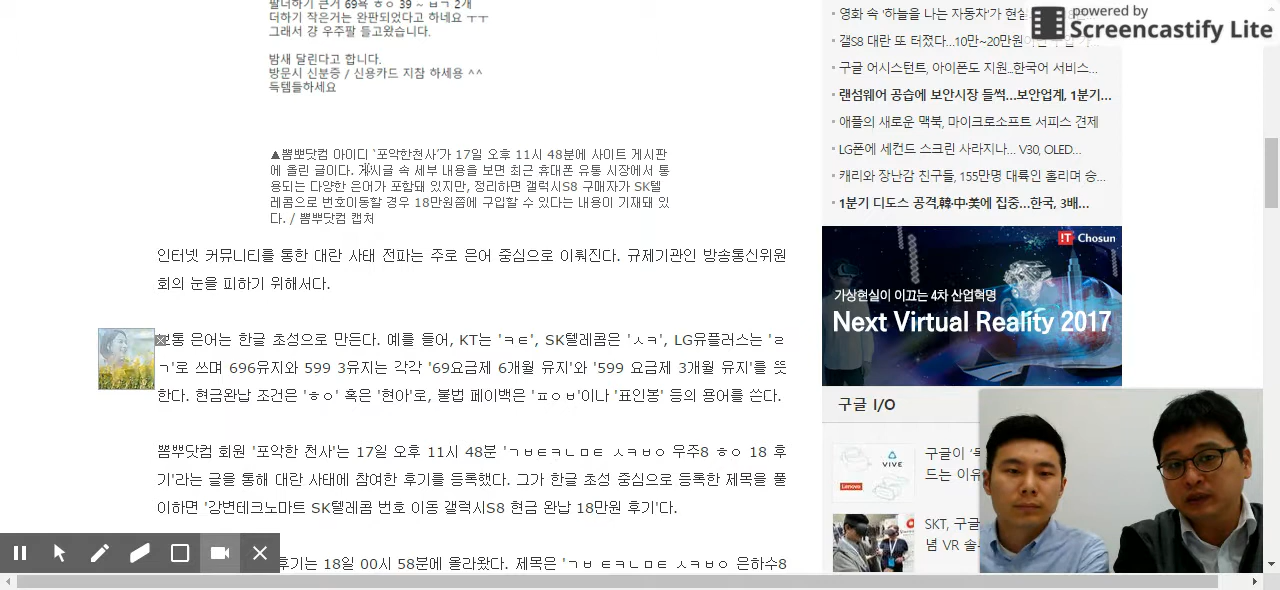 팔더하기 큰거 69욕 ㅎㅇ 39 ~ ㅂㄱ 2개
더하기 작은거는 완판되었다고 하네요 ㅜㅜ
그래서 걍 우주팔 들고왔습니다.
밤새 달린다고 합니다.
방문시 신분증 / 신용카드 지참 하세용 ^^
득템들하세요
▲뽐뿌닷컴 아이디 '포악한천사'가 17일 오후 11시 48분에 사이트 게시판
에 올린 글이다. 게시글 속 세부 내용을 보면 최근 휴대폰 유통 시장에서 통
용되는 다양한 은어가 포함돼 있지만, 정리하면 갤럭시S8 구매자가 SK텔
레콤으로 번호이동할 경우 18만원쯤에 구입할 수 있다는 내용이 기재돼 있
다. / 뽐뿌닷컴 캡처
인터넷 커뮤니티를 통한 대란 사태 전파는 주로 은어 중심으로 이뤄진다. 규제기관인 방송통신위원
회의 눈을 피하기 위해서다.
보통 은어는 한글 초성으로 만든다. 예를 들어, KT는 'ㅋㅌ', SK텔레콤은 'ㅅㅋ', LG유플러스는 'ㄹ
ㄱ'로 쓰며 696유지와 599 3유지는 각각 '69요금제 6개월 유지'와 '599 요금제 3개월 유지'를 뜻
한다. 현금완납 조건은 'ㅎㅇ' 혹은 '현아'로, 불법 페이백은 'ㅍㅇㅂ'이나 '표인봉' 등의 용어를 쓴다.
뽐뿌닷컴 회원 '포악한 천사'는 17일 오후 11시 48분 'ㄱㅂㅌㅋㄴㅁㅌ ㅅㅋㅂㅇ 우주8 ㅎㅇ 18 후
기'라는 글을 통해 대란 사태에 참여한 후기를 등록했다. 그가 한글 초성 중심으로 등록한 제목을 풀
이하면 '강변테크노마트 SK텔레콤 번호 이동 갤럭시S8 현금 완납 18만원 후기'다.
후기는 18일 00시 58분에 올라왔다. 제목은 'ㄱㅂ ㅌㅋㄴㅁㅌ ㅅㅋㅂㅇ 은하수8
영화 속 '하늘을 나는 자동차'가 현실
갤S8 대란 또 터졌다...10만~20만원
구글 어시스턴트, 아이폰도 지원...한국어 서비스...
랜섬웨어 공습에 보안시장 들썩...보안업계, 1분기...
애플의 새로운 맥북, 마이크로소프트 서피스 견제
LG폰에 세컨드 스크린 사라지나... V30, OLED...
캐리와 장난감 친구들, 155만명 대륙인 홀리며 승...
1분기 디도스 공격,韓·中·美에 집중...한국, 3배...
IT Chosun
가상현실이 이끄는 4차 산업혁명
Next Virtual Reality 2017
구글 I/O
구글이 '독
드는 이유
VIVE
Lenovo
SKT, 구글
념 VR 솔
powered by
Screencastify Lite